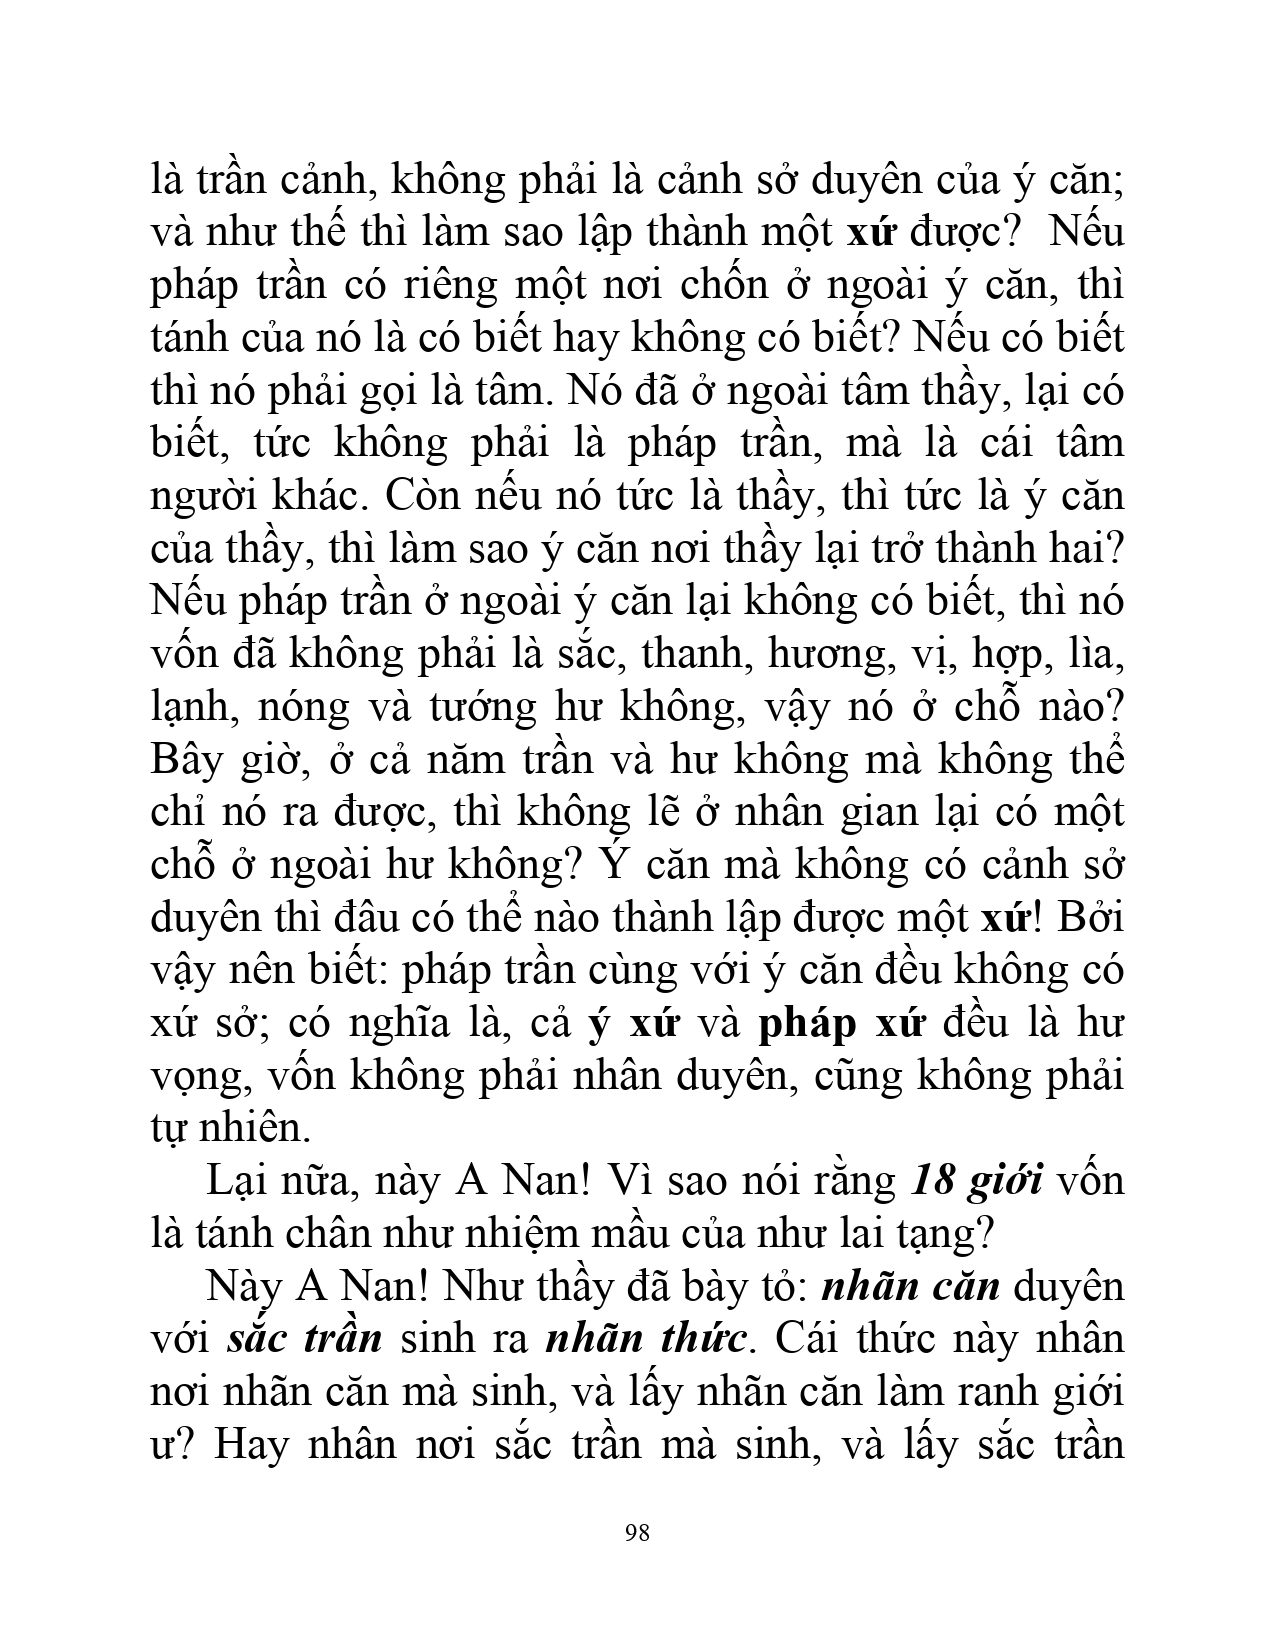 là trần cảnh, không phải là cảnh sở duyên của ý căn;
và như thế thì làm sao lập thành một xứ được?  Nếu
pháp trần có riêng một nơi chốn ở ngoài ý căn, thì
tánh của nó là có biết hay không có biết? Nếu có biết
thì nó phải gọi là tâm. Nó đã ở ngoài tâm thầy, lại có
biết, tức không phải là pháp trần, mà là cái tâm
người khác. Còn nếu nó tức là thầy, thì tức là ý căn
của thầy, thì làm sao ý căn nơi thầy lại trở thành hai?
Nếu pháp trần ở ngoài ý căn lại không có biết, thì nó
vốn đã không phải là sắc, thanh, hương, vị, hợp, lìa,
lạnh, nóng và tướng hư không, vậy nó ở chỗ nào?
Bây giờ, ở cả năm trần và hư không mà không thể
chỉ nó ra được, thì không lẽ ở nhân gian lại có một
chỗ ở ngoài hư không? Ý căn mà không có cảnh sở
duyên thì đâu có thể nào thành lập được một xứ! Bởi
vậy nên biết: pháp trần cùng với ý căn đều không có
xứ sở; có nghĩa là, cả ý xứ và pháp xứ đều là hư
vọng, vốn không phải nhân duyên, cũng không phải
tự nhiên.
Lại nữa, này A Nan! Vì sao nói rằng 18 giới vốn
là tánh chân như nhiệm mầu của như lai tạng?
Này A Nan! Như thầy đã bày tỏ: nhãn căn duyên
với sắc trần sinh ra nhãn thức. Cái thức này nhân
nơi nhãn căn mà sinh, và lấy nhãn căn làm ranh giới
ư? Hay nhân nơi sắc trần mà sinh, và lấy sắc trần
98